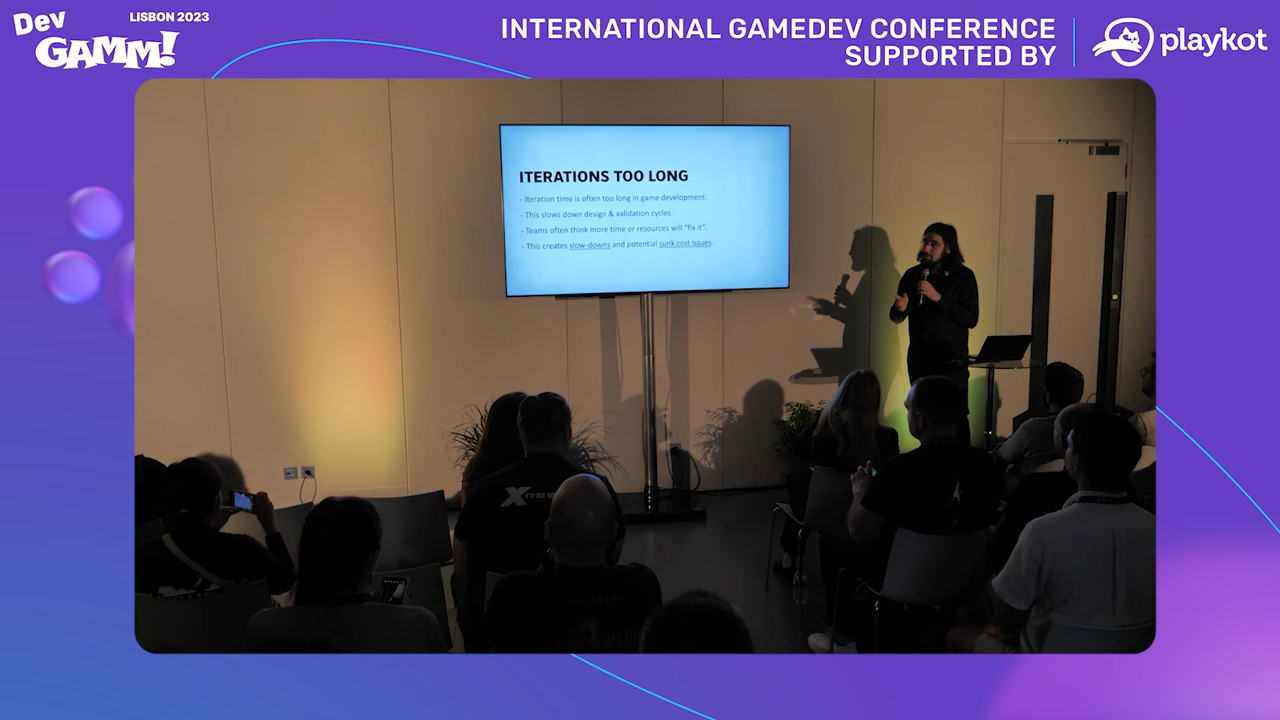 Dev
GAMM!
LISBON 2023
INTERNATIONAL GAMEDEV CONFERENCE
SUPPORTED BY
playkot
ITERATIONS TOO LONG
- Iteration time is often too long in game development.
- This slows down design & validation cycles.
- Teams often think more time or resources will "fix it".
- This creates slow-downs and potential sunk cost issues.